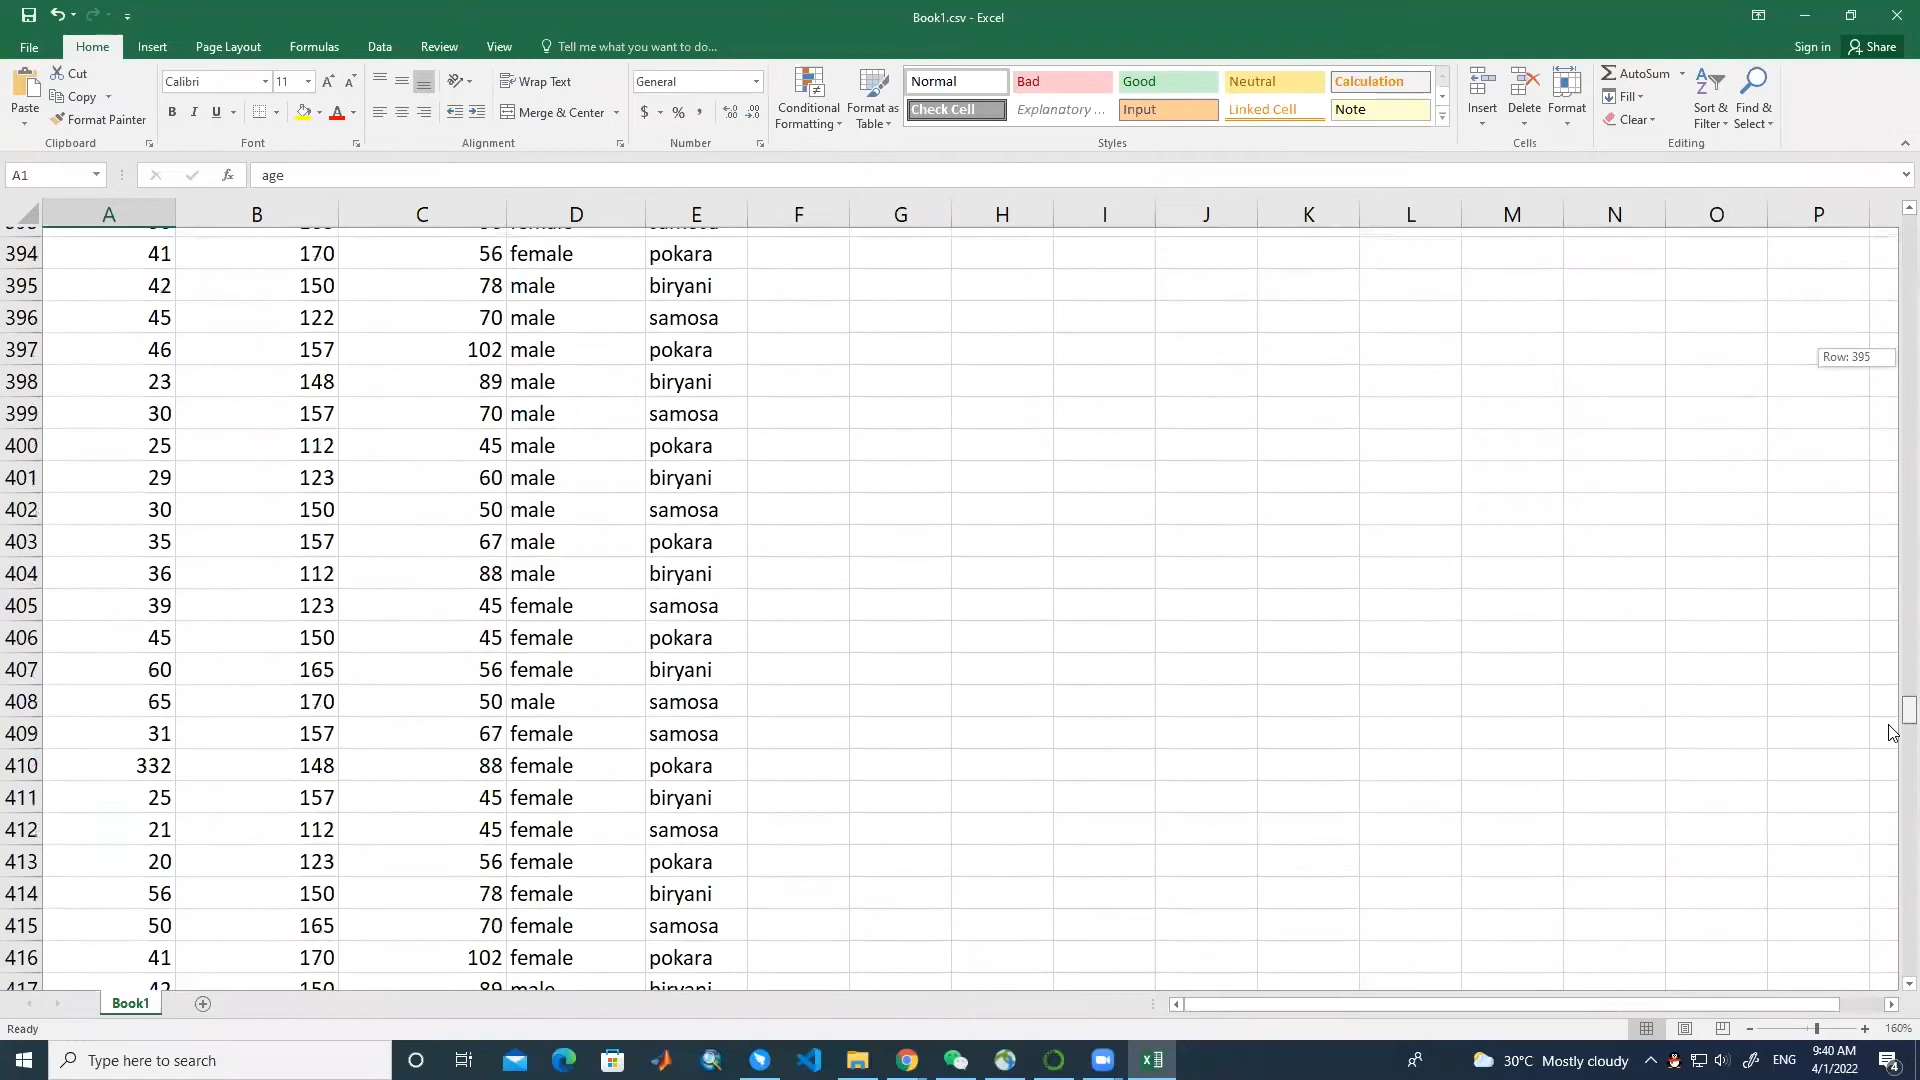 Book1.csv - Excel
File Home Insert Page Layout Formulas Data Review View Tell me what you want to do... Sign in Share
Paste Cut Copy Format Painter Clipboard
Calibri 11 Font
Wrap Text Merge & Center Alignment
General $ % Number
Conditional Formatting Format as Table
Normal Bad Good Neutral Calculation
Check Cell Explanatory ... Input Linked Cell Note
Styles
Insert Delete Format Cells
AutoSum Fill Clear Sort & Filter Find & Select Editing
A1 fx age
A B C D E F G H I J K L M N O P
394 41 170 56 female pokara
395 42 150 78 male biryani
396 45 122 70 male samosa
397 46 157 102 male pokara
Row: 395
398 23 148 89 male biryani
399 30 157 70 male samosa
400 25 112 45 male pokara
401 29 123 60 male biryani
402 30 150 50 male samosa
403 35 157 67 male pokara
404 36 112 88 male biryani
405 39 123 45 female samosa
406 45 150 45 female pokara
407 60 165 56 female biryani
408 65 170 50 male samosa
409 31 157 67 female samosa
410 332 148 88 female pokara
411 25 157 45 female biryani
412 21 112 45 female samosa
413 20 123 56 female pokara
414 56 150 78 female biryani
415 50 165 70 female samosa
416 41 170 102 female pokara
417 42 150 89 male biryani
Book1
Ready 160%
Type here to search 30°C Mostly cloudy ENG 9:40 AM
4/1/2022 4